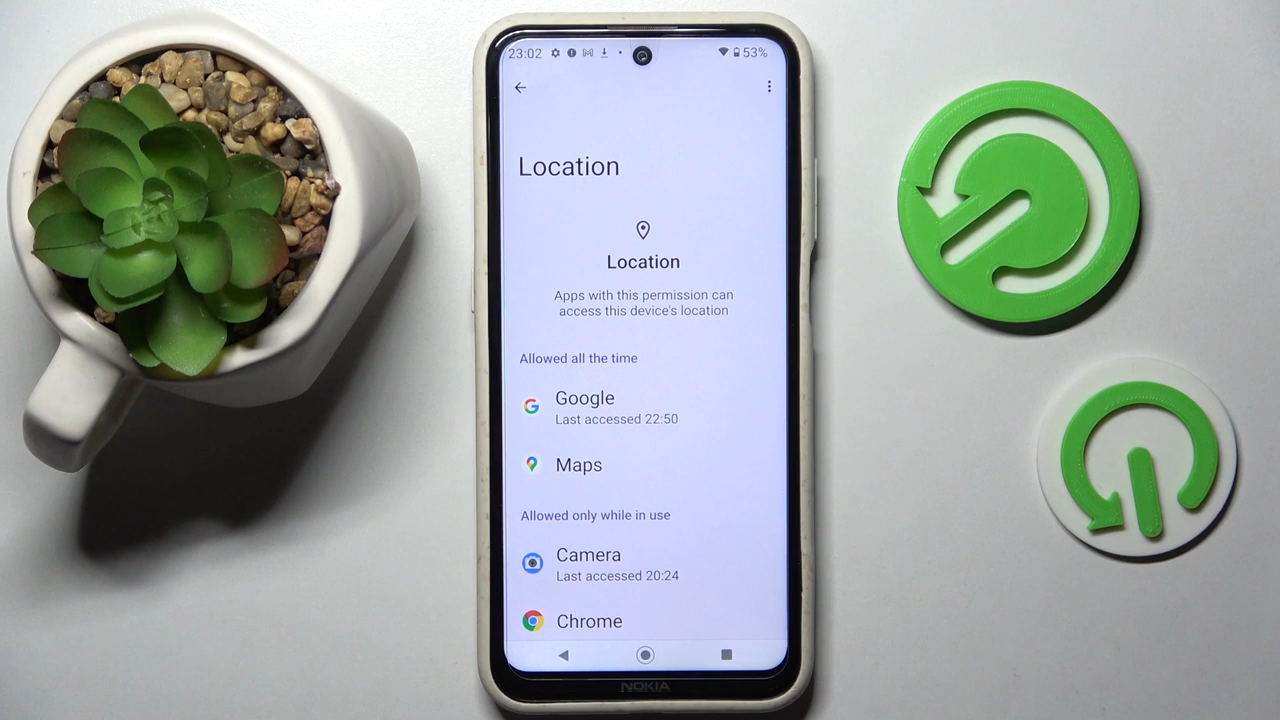 23:02 53%
Location
Location
Apps with this permission can
access this device's location
Allowed all the time
Google
Last accessed 22:50
Maps
Allowed only while in use
Camera
Last accessed 20:24
Chrome
NOKIA